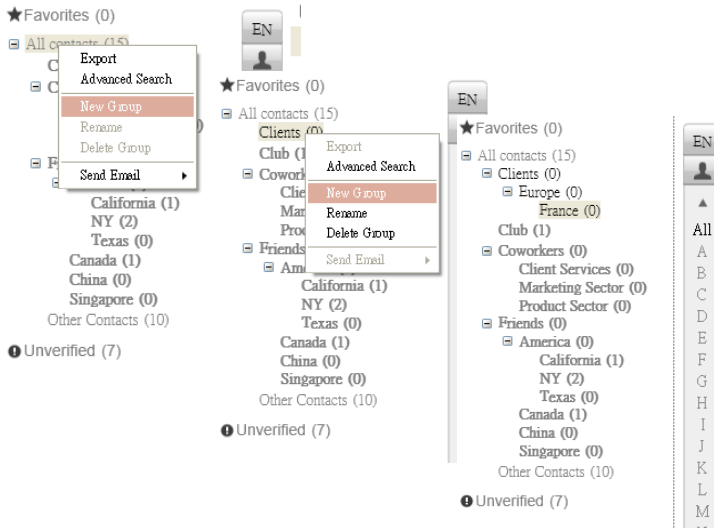 ★Favorites (0)
All contacts (15)
C
C
Export
Advanced Search
New Group
Rename
Delete Group
Send Email
)
F
California (1)
NY (2)
Texas (0)
Canada (1)
China (0)
Singapore (0)
Other Contacts (10)
Unverified (7)
EN
★Favorites (0)
All contacts (15)
Clients (0)
Club (1
Cowork
Clie
Mar
Prod
Friends
Am
Export
Advanced Search
New Group
Rename
Delete Group
Send Email
California (1)
NY (2)
Texas (0)
Canada (1)
China (0)
Singapore (0)
Other Contacts (10)
Unverified (7)
EN
★Favorites (0)
All contacts (15)
Clients (0)
Europe (0)
France (0)
Club (1)
Coworkers (0)
Client Services (0)
Marketing Sector (0)
Product Sector (0)
Friends (0)
America (0)
California (1)
NY (2)
Texas (0)
Canada (1)
China (0)
Singapore (0)
Other Contacts (10)
Unverified (7)
EN
All
A
B
C
D
E
F
G
H
I
J
K
L
M